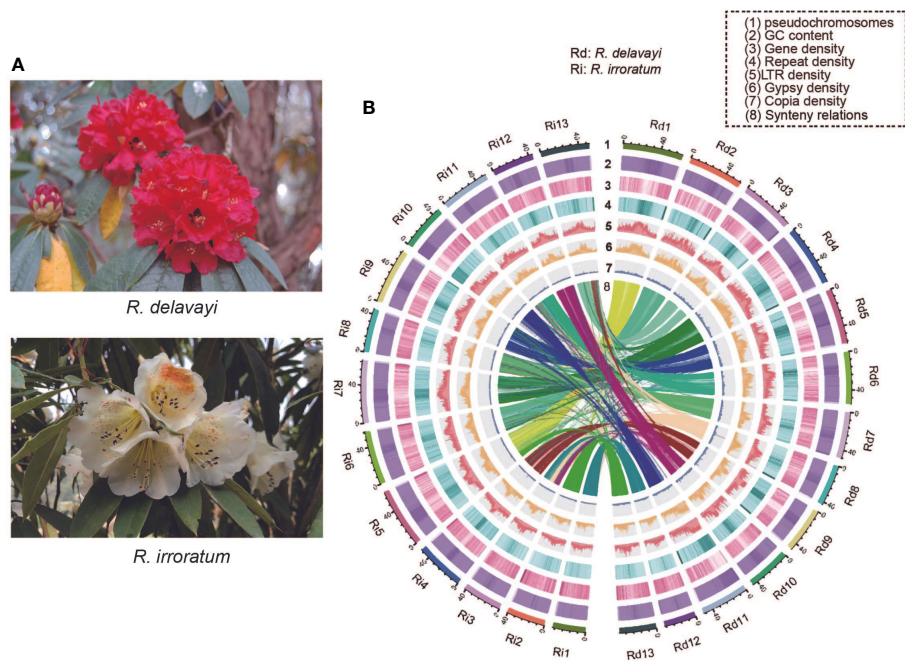 A
R. delavayi
R. irroratum
Rd: R. delavayi
Ri: R. irroratum
(1) pseudochromosomes
(2) GC content
(3) Gene density
(4) Repeat density
(5)LTR density
(6) Gypsy density
(7) Copia density
(8) Synteny relations
B
1
2
3
4
5
6
7
8
Rd1
Rd2
Rd3
Rd4
Rd5
Rd6
Rd7
Rd8
Rd9
Rd10
Rd11
Rd12
Rd13
Ri1
Ri2
Ri3
Ri4
Ri5
Ri6
Ri7
Ri8
Ri9
Ri10
Ri11
Ri12
Ri13